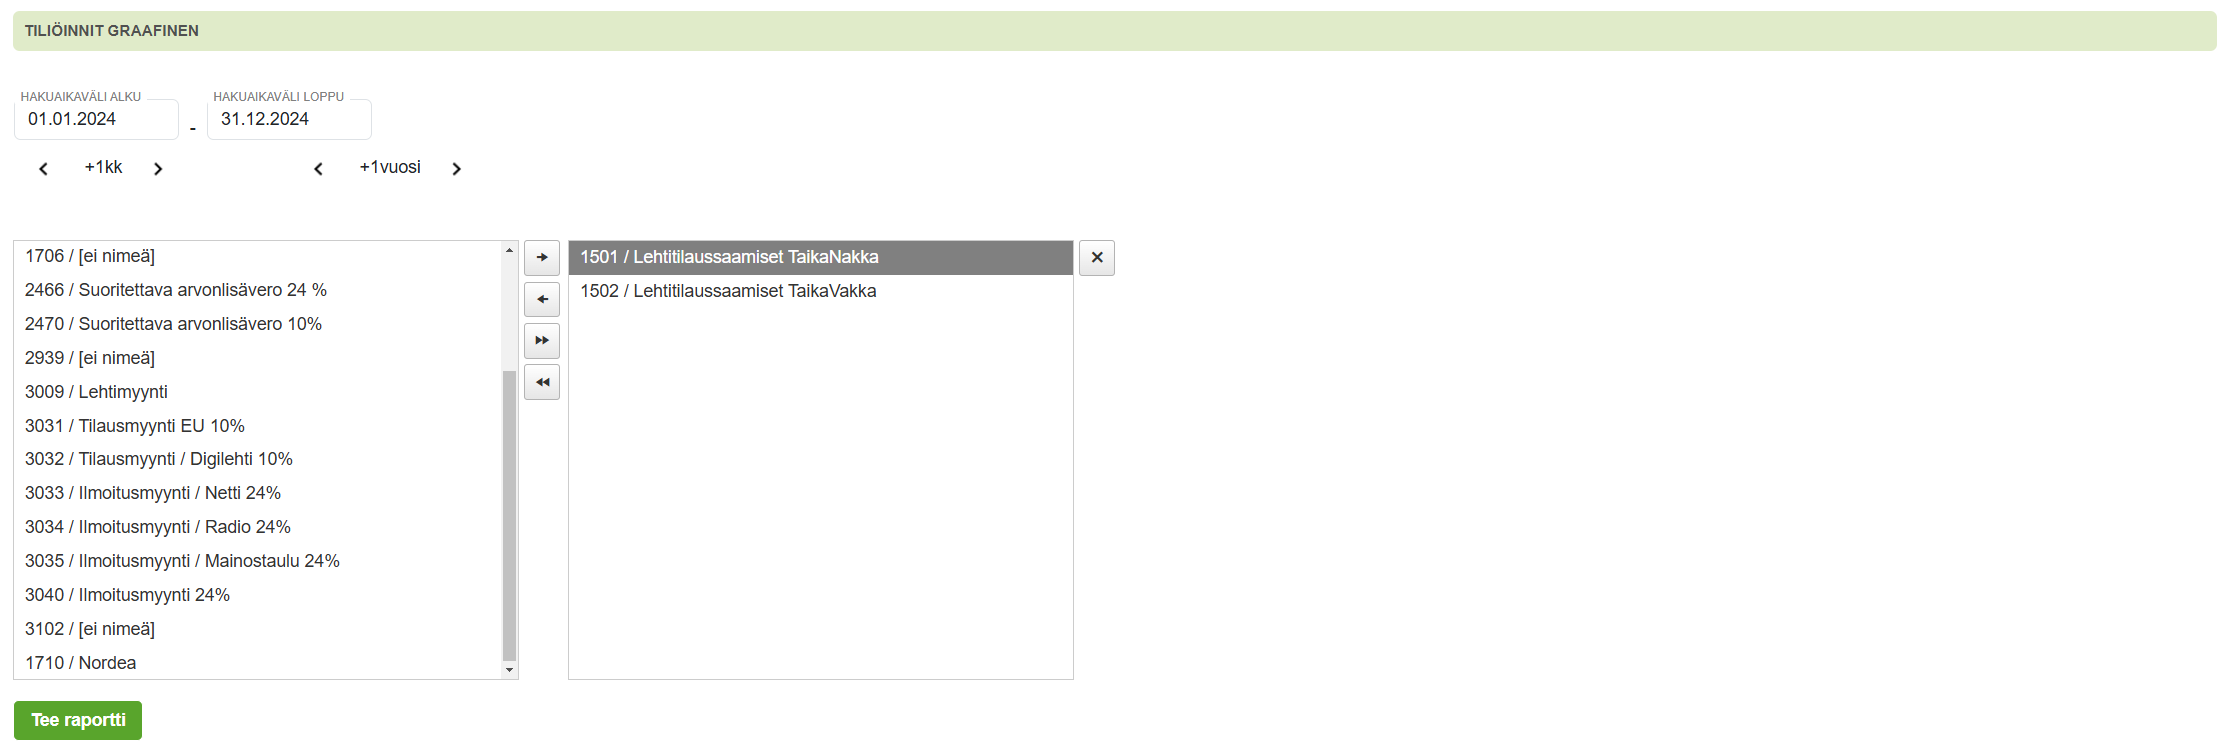 TILIÖINNIT GRAAFINEN
HAKUAIKAVÄLI ALKU
HAKUAIKAVÄLI LOPPU
01.01.2024
-
31.12.2024
+1kk
+1vuosi
1706 / [ei nimeä]
2466 / Suoritettava arvonlisävero 24 %
2470 / Suoritettava arvonlisävero 10%
2939 / [ei nimeä]
3009 / Lehtimyynti
3031 / Tilausmyynti EU 10%
3032 / Tilausmyynti / Digilehti 10%
3033 / Ilmoitusmyynti / Netti 24%
3034 / Ilmoitusmyynti / Radio 24%
3035 / Ilmoitusmyynti / Mainostaulu 24%
3040 / Ilmoitusmyynti 24%
3102 / [ei nimeä]
1710 / Nordea
1501 / Lehtitilaussaamiset TaikaNakka
1502 / Lehtitilaussaamiset TaikaVakka
Tee raportti